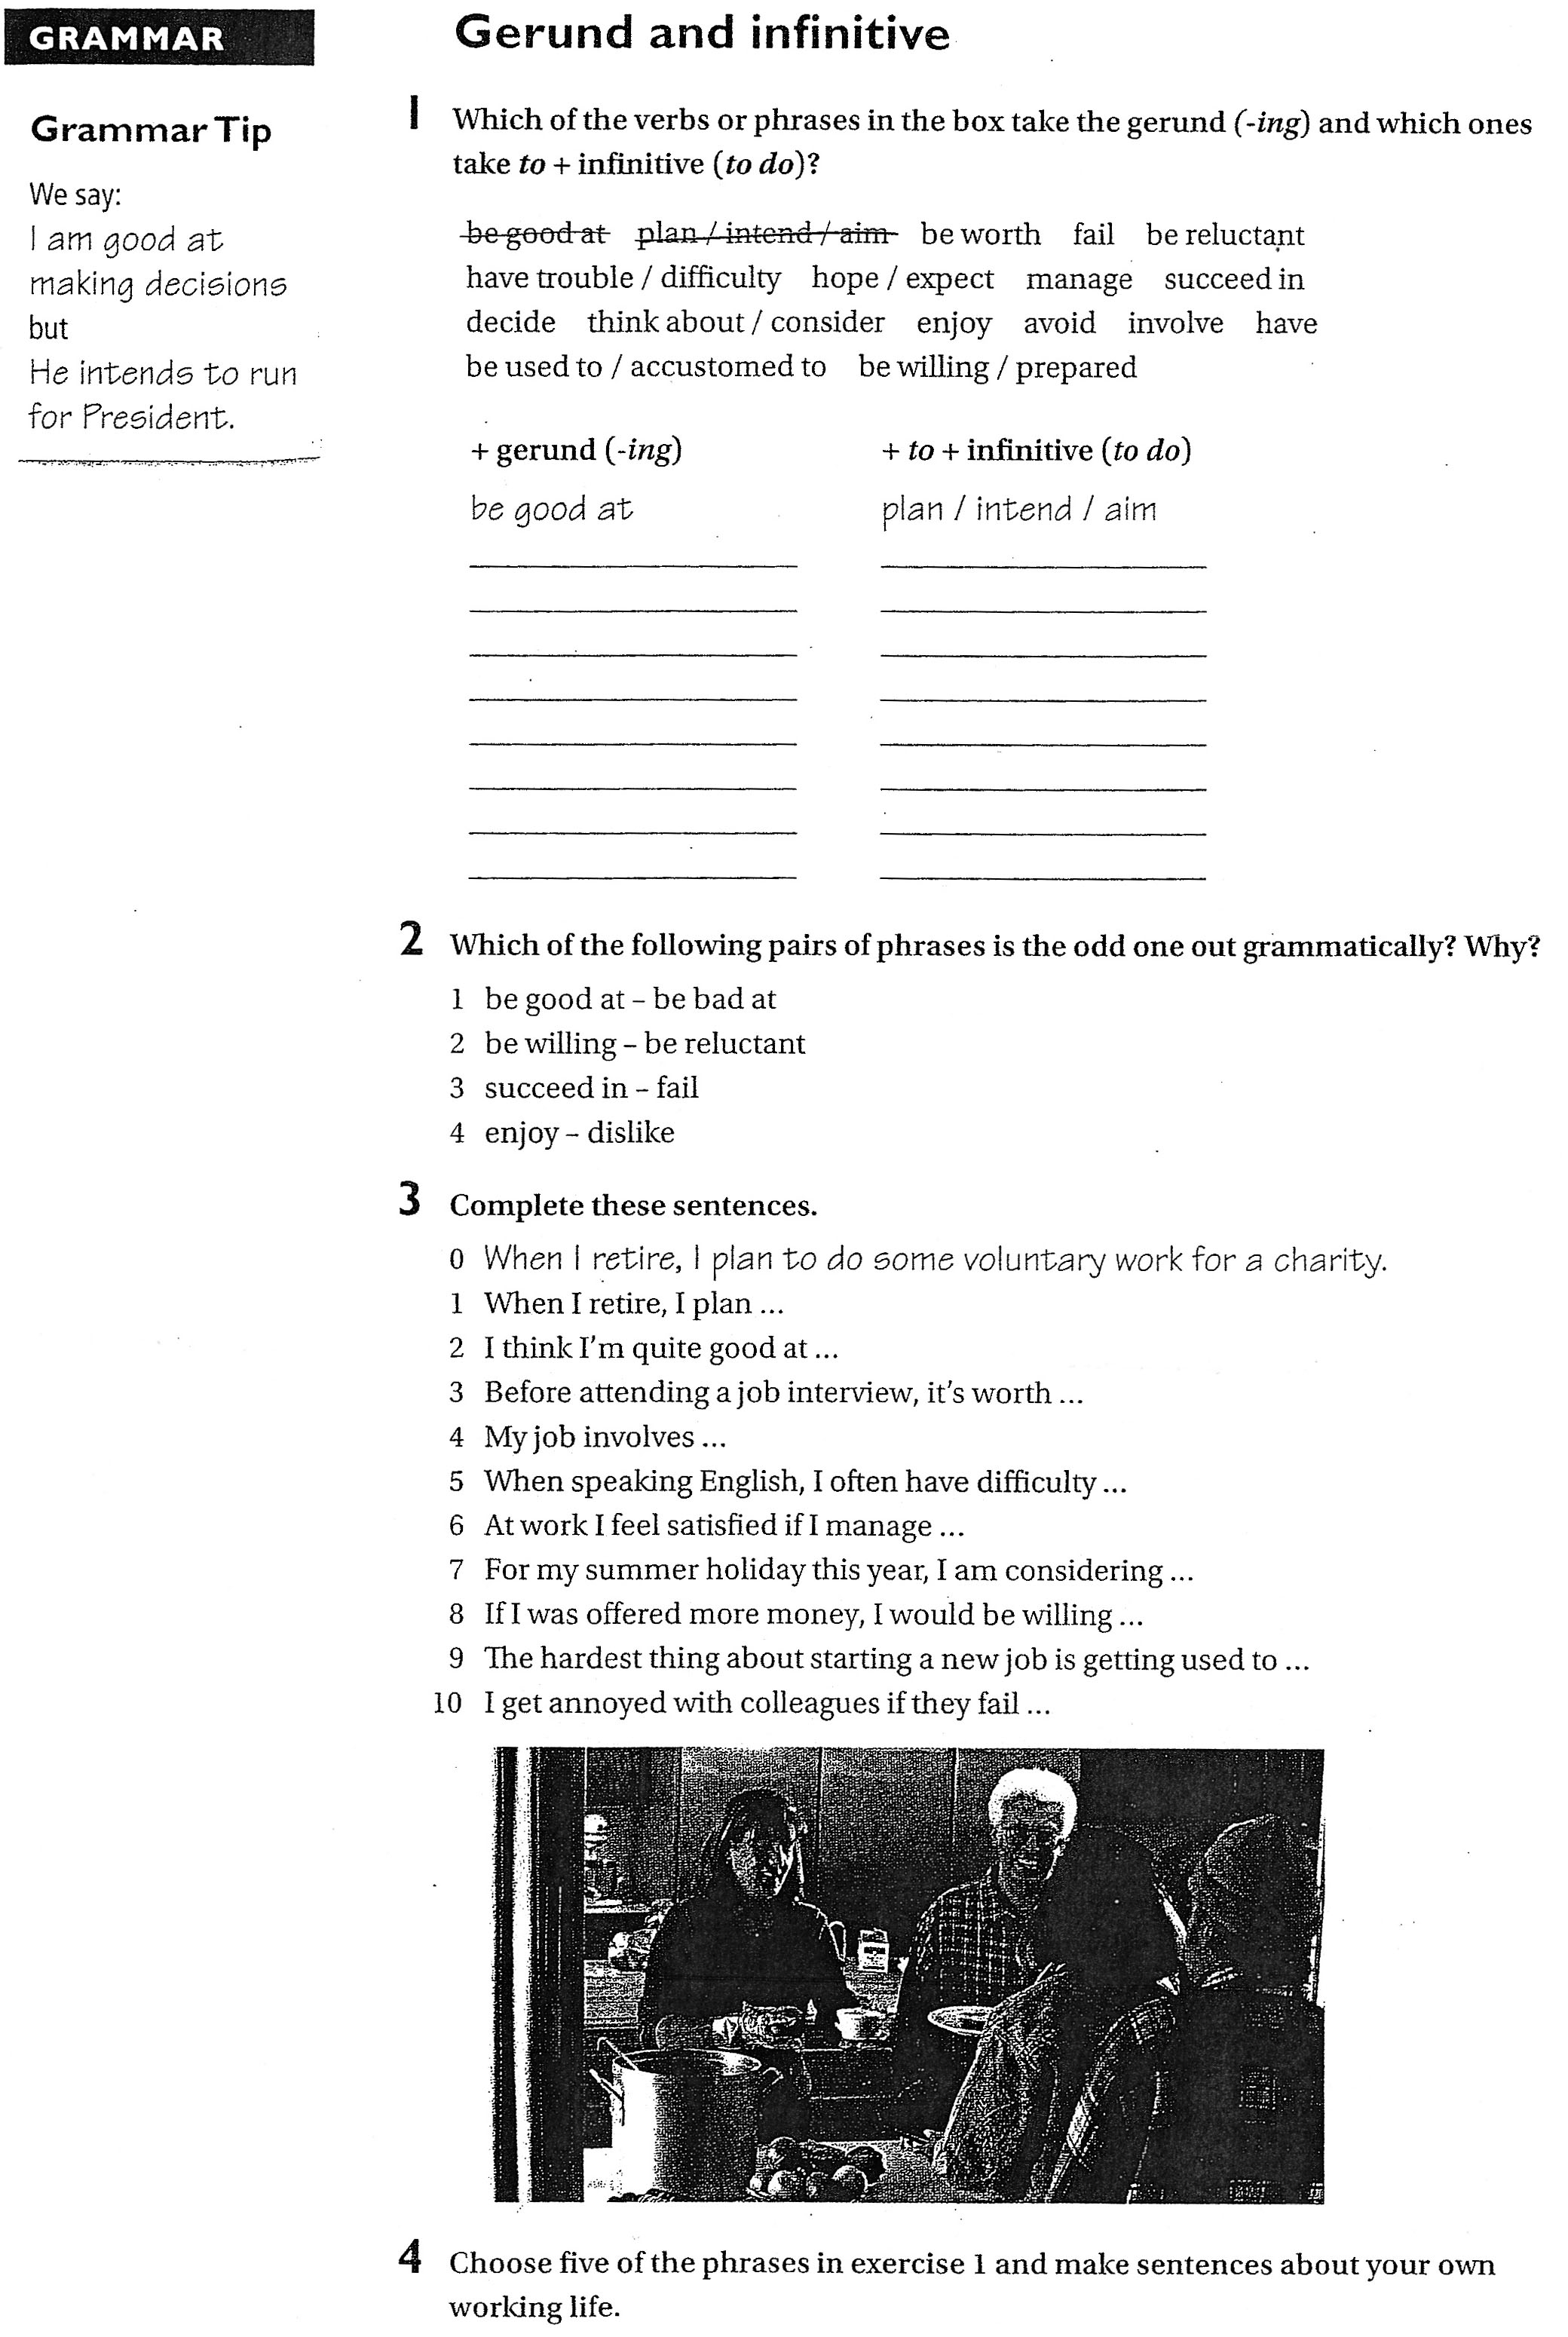 GRAMMAR
Gerund and infinitive
Grammar Tip
We say:
I am good at
making decisions
but
He intends to run
for President.
1 Which of the verbs or phrases in the box take the gerund (-ing) and which ones
take to + infinitive (to do)?
be good at plan / intend / aim be worth fail be reluctant
have trouble / difficulty hope / expect manage succeed in
decide think about / consider enjoy avoid involve have
be used to / accustomed to be willing / prepared
+ gerund (-ing) + to + infinitive (to do)
be good at plan / intend / aim
2 Which of the following pairs of phrases is the odd one out grammatically? Why?
1 be good at – be bad at
2 be willing – be reluctant
3 succeed in – fail
4 enjoy – dislike
3 Complete these sentences.
0 When I retire, I plan to do some voluntary work for a charity.
1 When I retire, I plan ...
2 I think I'm quite good at ...
3 Before attending a job interview, it's worth ...
4 My job involves ...
5 When speaking English, I often have difficulty ...
6 At work I feel satisfied if I manage ...
7 For my summer holiday this year, I am considering ...
8 If I was offered more money, I would be willing ...
9 The hardest thing about starting a new job is getting used to ...
10 I get annoyed with colleagues if they fail ...
4 Choose five of the phrases in exercise 1 and make sentences about your own
working life.